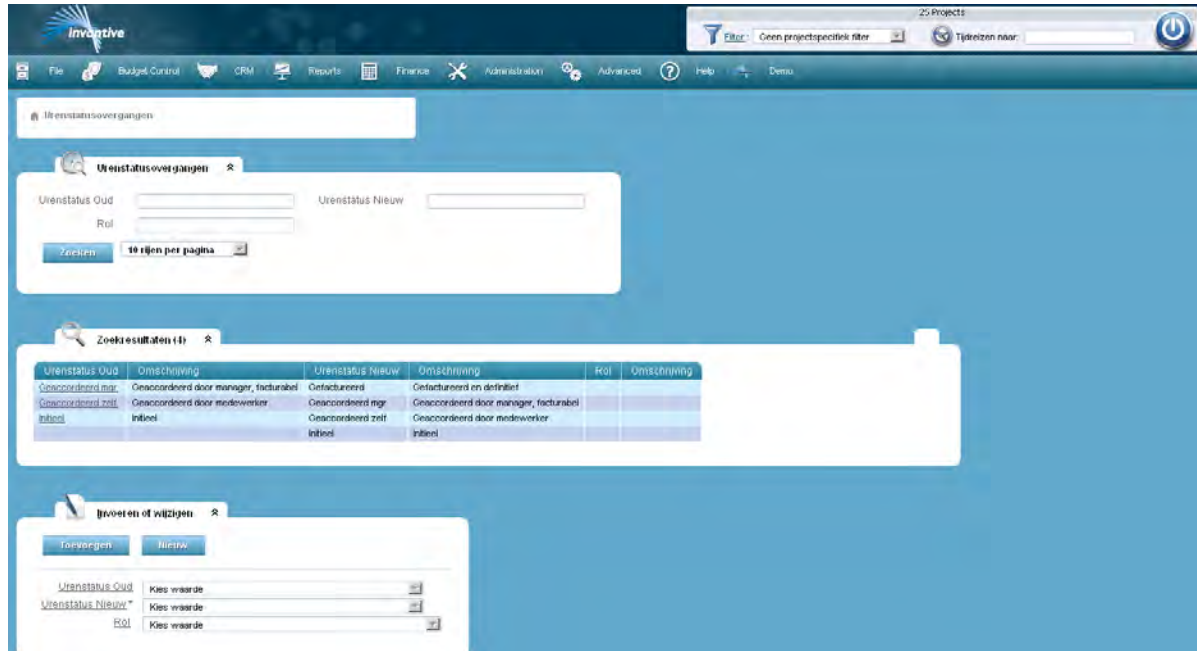 invantive
25 Projects
Filter: Geen projectspecifiek filter Tijdreizen naar:
File Budget Control CRM Reports Finance Administration Advanced Help Demo
Urenstatusovergangen
Urenstatusovergangen
Urenstatus Oud Urenstatus Nieuw
Rol
Zoeken 10 rijen per pagina
Zoekresultaten (4)
Urenstatus Oud Omschrijving Urenstatus Nieuw Omschrijving Rol Omschrijving
Geaccordeerd mgr. Geaccordeerd door manager, facturabel Gefactureerd Gefactureerd en definitief
Geaccordeerd zelf. Geaccordeerd door medewerker Geaccordeerd mgr Geaccordeerd door manager, facturabel
Initieel Initieel Geaccordeerd zelf Geaccordeerd door medewerker
Initieel Initieel
Invoeren of wijzigen
Toevoegen Nieuw
Urenstatus Oud Kies waarde
Urenstatus Nieuw * Kies waarde
Rol Kies waarde